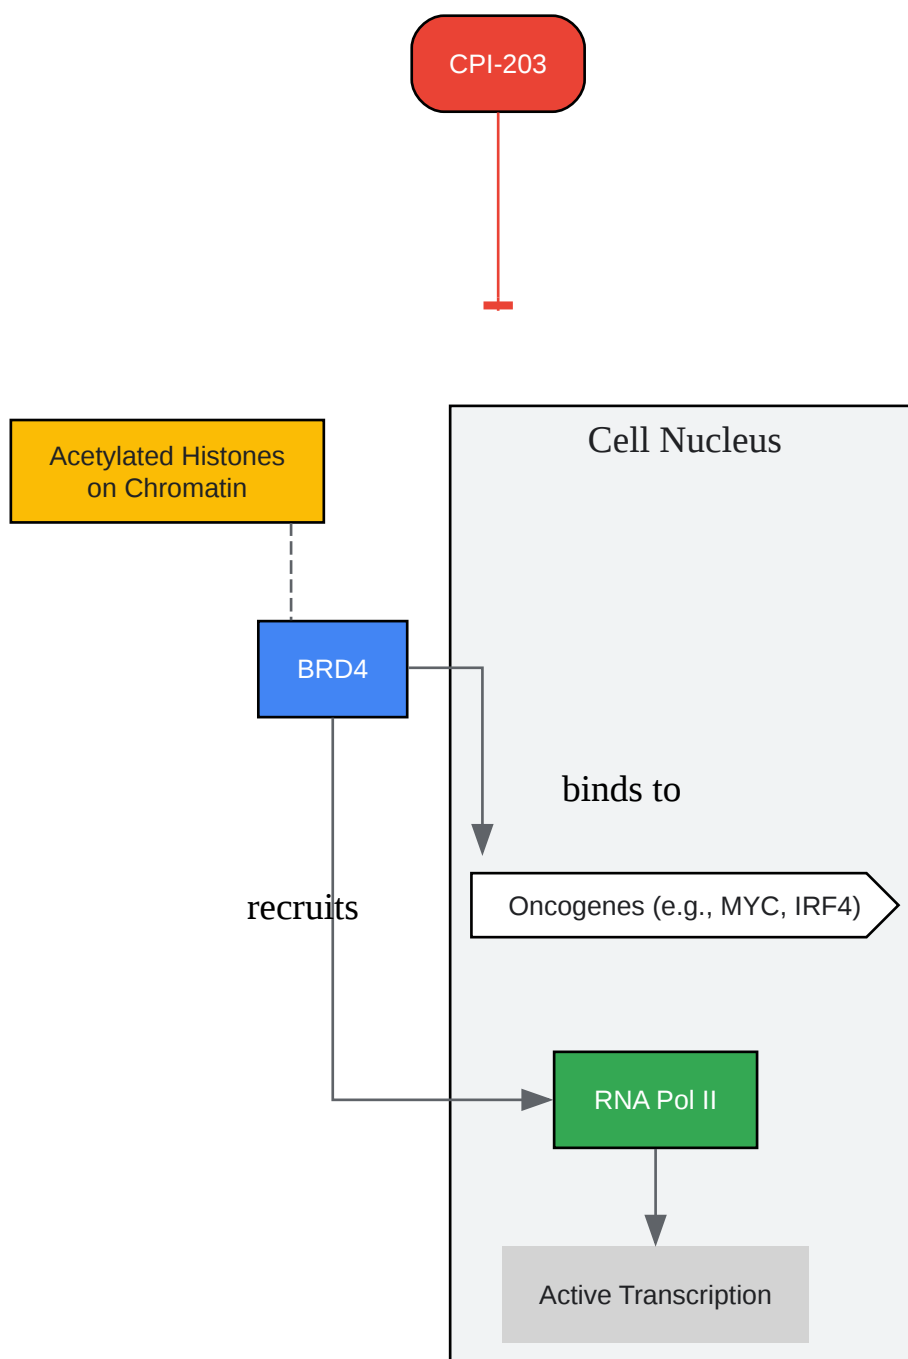 CPI-203
Cell Nucleus
Acetylated Histones
on Chromatin
BRD4
binds to
recruits
Oncogenes (e.g., MYC, IRF4)
RNA Pol II
Active Transcription